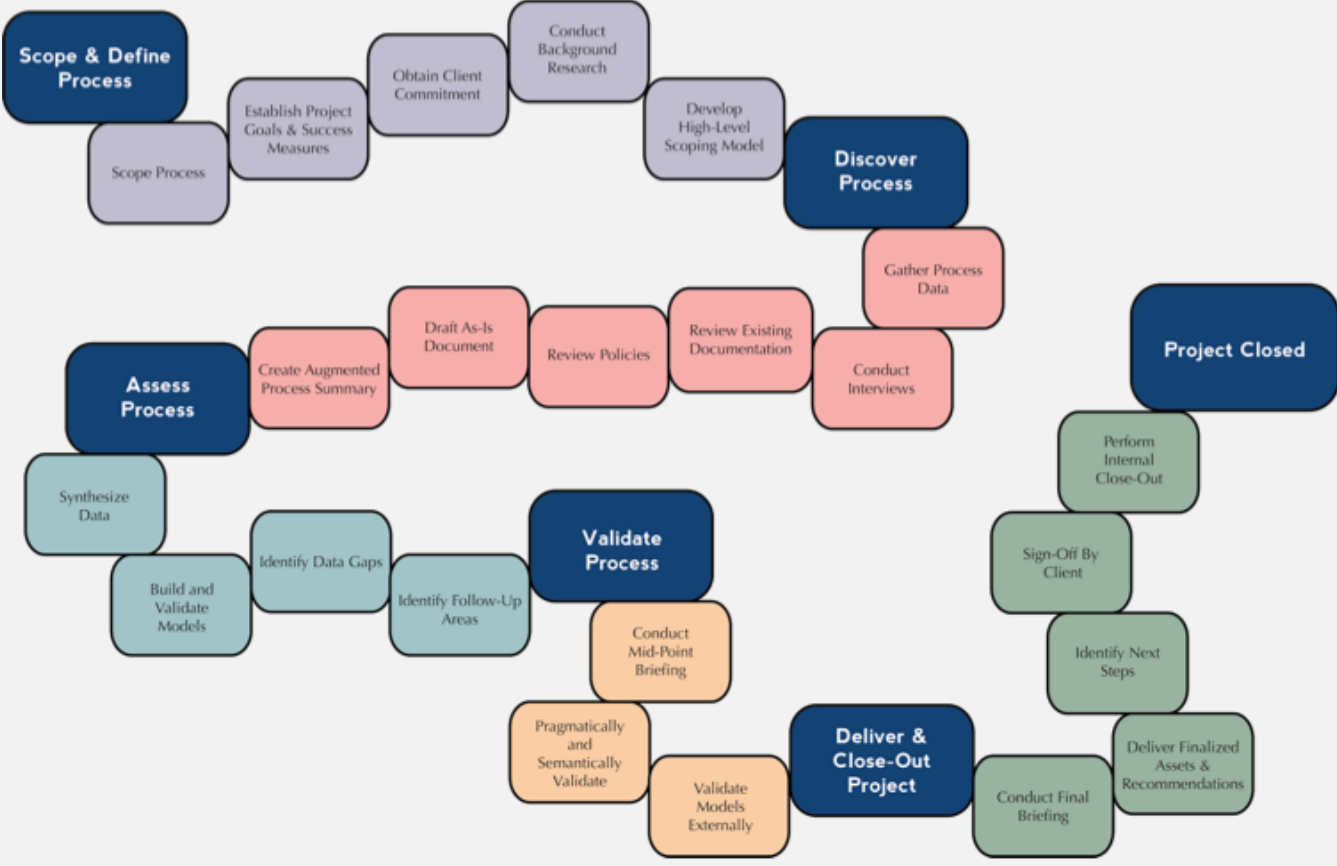 Scope & Define
Process
Scope Process
Establish Project
Goals & Success
Measures
Obtain Client
Commitment
Conduct
Background
Research
Develop
High-Level
Scoping Model
Discover
Process
Gather Process
Data
Conduct
Interviews
Review Existing
Documentation
Review Policies
Draft As-Is
Document
Create Augmented
Process Summary
Assess
Process
Synthesize
Data
Build and
Validate
Models
Identify Data Gaps
Identify Follow-Up
Areas
Validate
Process
Conduct
Mid-Point
Briefing
Pragmatically
and
Semantically
Validate
Validate
Models
Externally
Deliver &
Close-Out
Project
Conduct Final
Briefing
Deliver Finalized
Assets &
Recommendations
Identify Next
Steps
Sign-Off By
Client
Perform
Internal
Close-Out
Project Closed